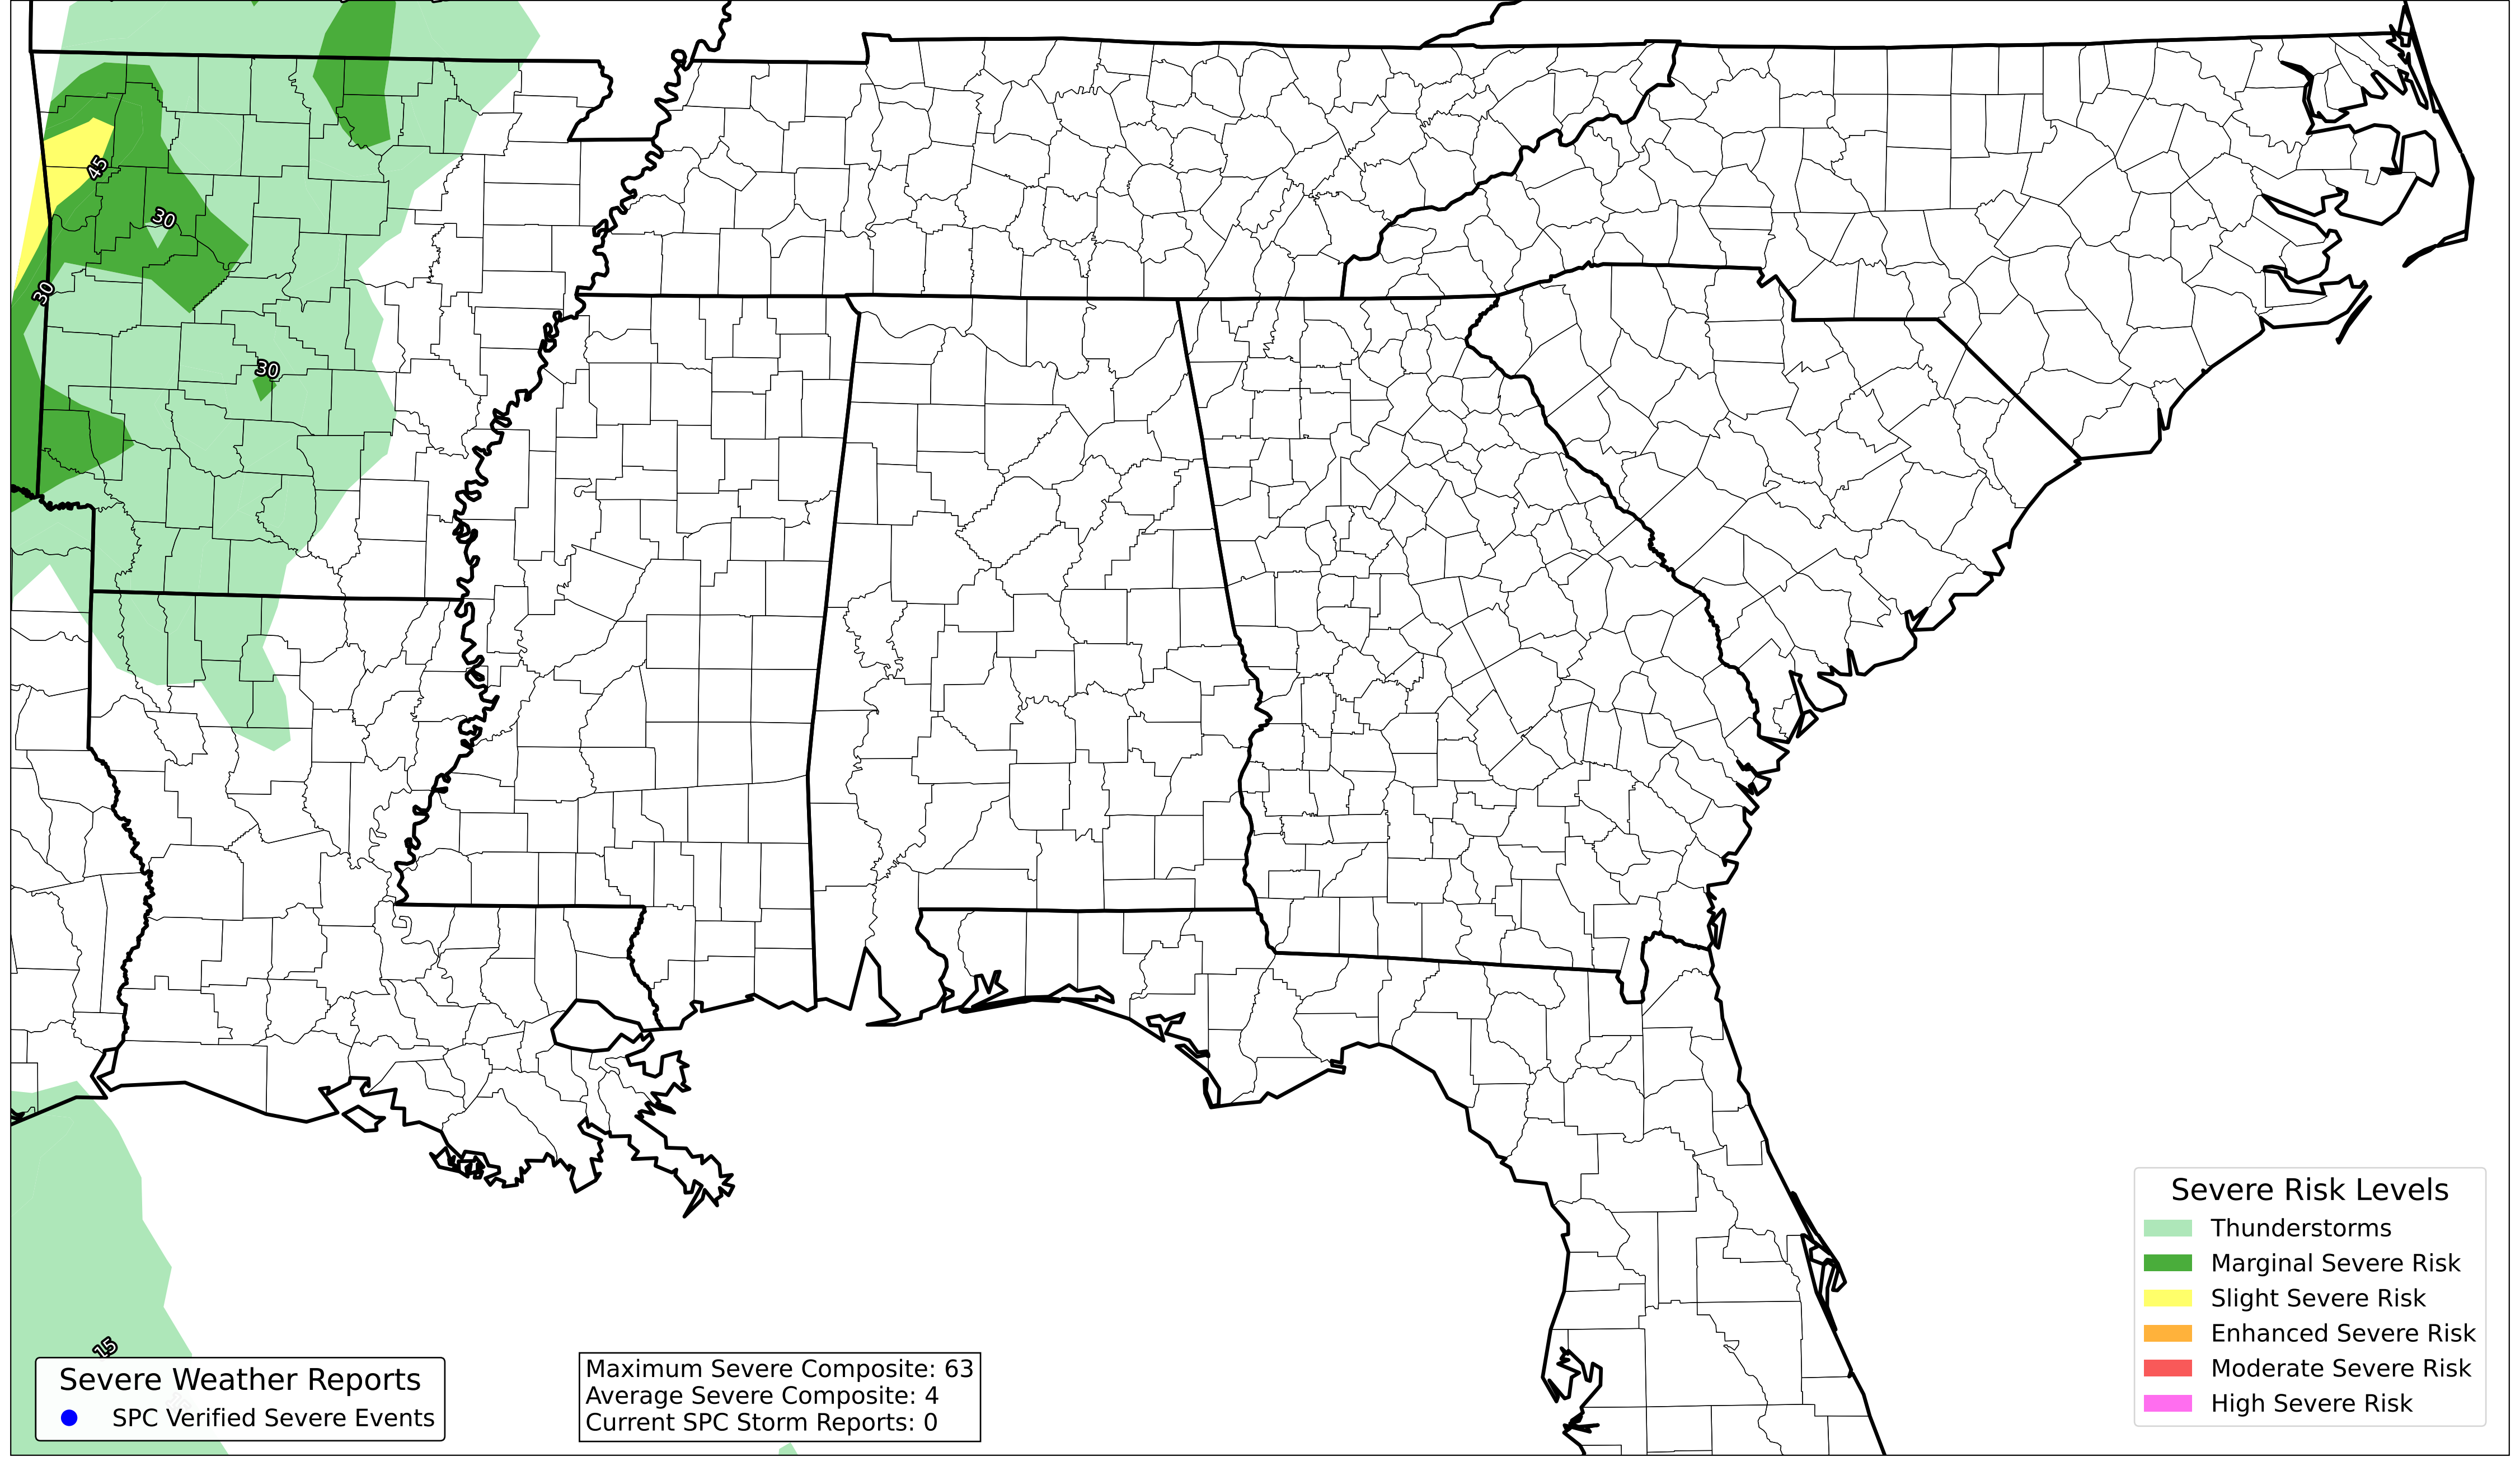 45
30
30
30
15
Severe Risk Levels
Thunderstorms
Marginal Severe Risk
Slight Severe Risk
Enhanced Severe Risk
Moderate Severe Risk
High Severe Risk
Severe Weather Reports
SPC Verified Severe Events
Maximum Severe Composite: 63
Average Severe Composite: 4
Current SPC Storm Reports: 0